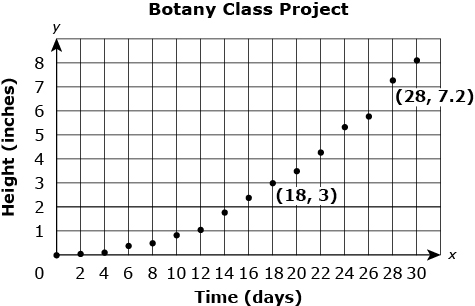 Botany Class Project
y
Height (inches)
8
7
6
5
4
3
2
1
(28, 7.2)
(18, 3)
x
0 2 4 6 8 10 12 14 16 18 20 22 24 26 28 30
Time (days)